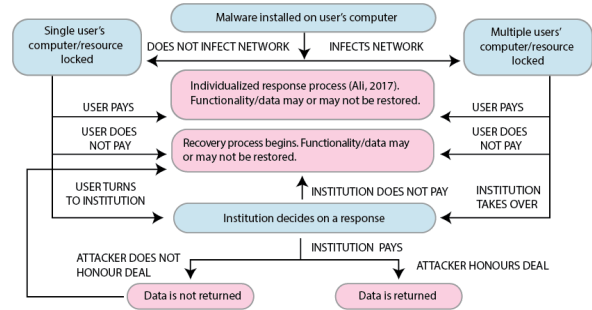 Malware installed on user's computer
Single user's
computer/resource
locked
Multiple users'
computer/resource
locked
DOES NOT INFECT NETWORK
INFECTS NETWORK
Individualized response process (Ali, 2017).
Functionality/data may or may not be restored.
USER PAYS
USER PAYS
USER DOES
NOT PAY
USER DOES
NOT PAY
Recovery process begins. Functionality/data may
or may not be restored.
USER TURNS
TO INSTITUTION
INSTITUTION DOES NOT PAY
INSTITUTION
TAKES OVER
Institution decides on a response
INSTITUTION PAYS
ATTACKER DOES NOT
HONOUR DEAL
ATTACKER HONOURS DEAL
Data is not returned
Data is returned